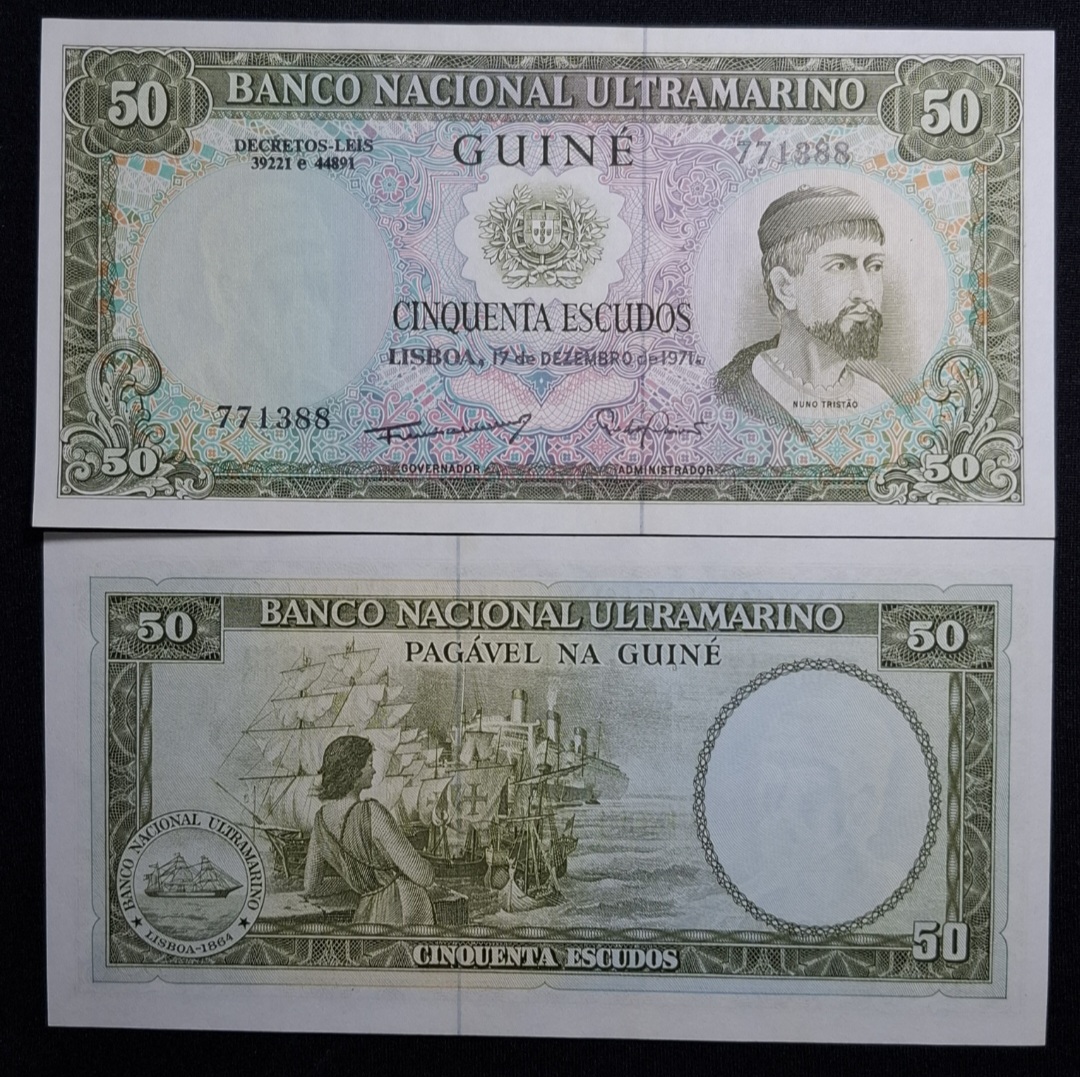 50 BANCO NACIONAL ULTRAMARINO 50
DECRETOS-LEIS
39221 e 44891
GUINÉ
771388
CINQUENTA ESCUDOS
LISBOA, 17 de DEZEMBRO de 1971.
NUNO TRISTÃO
771388
GOVERNADOR
ADMINISTRADOR
50 50
50 BANCO NACIONAL ULTRAMARINO 50
PAGÁVEL NA GUINÉ
BANCO NACIONAL ULTRAMARINO
LISBOA-1864
CINQUENTA ESCUDOS
50